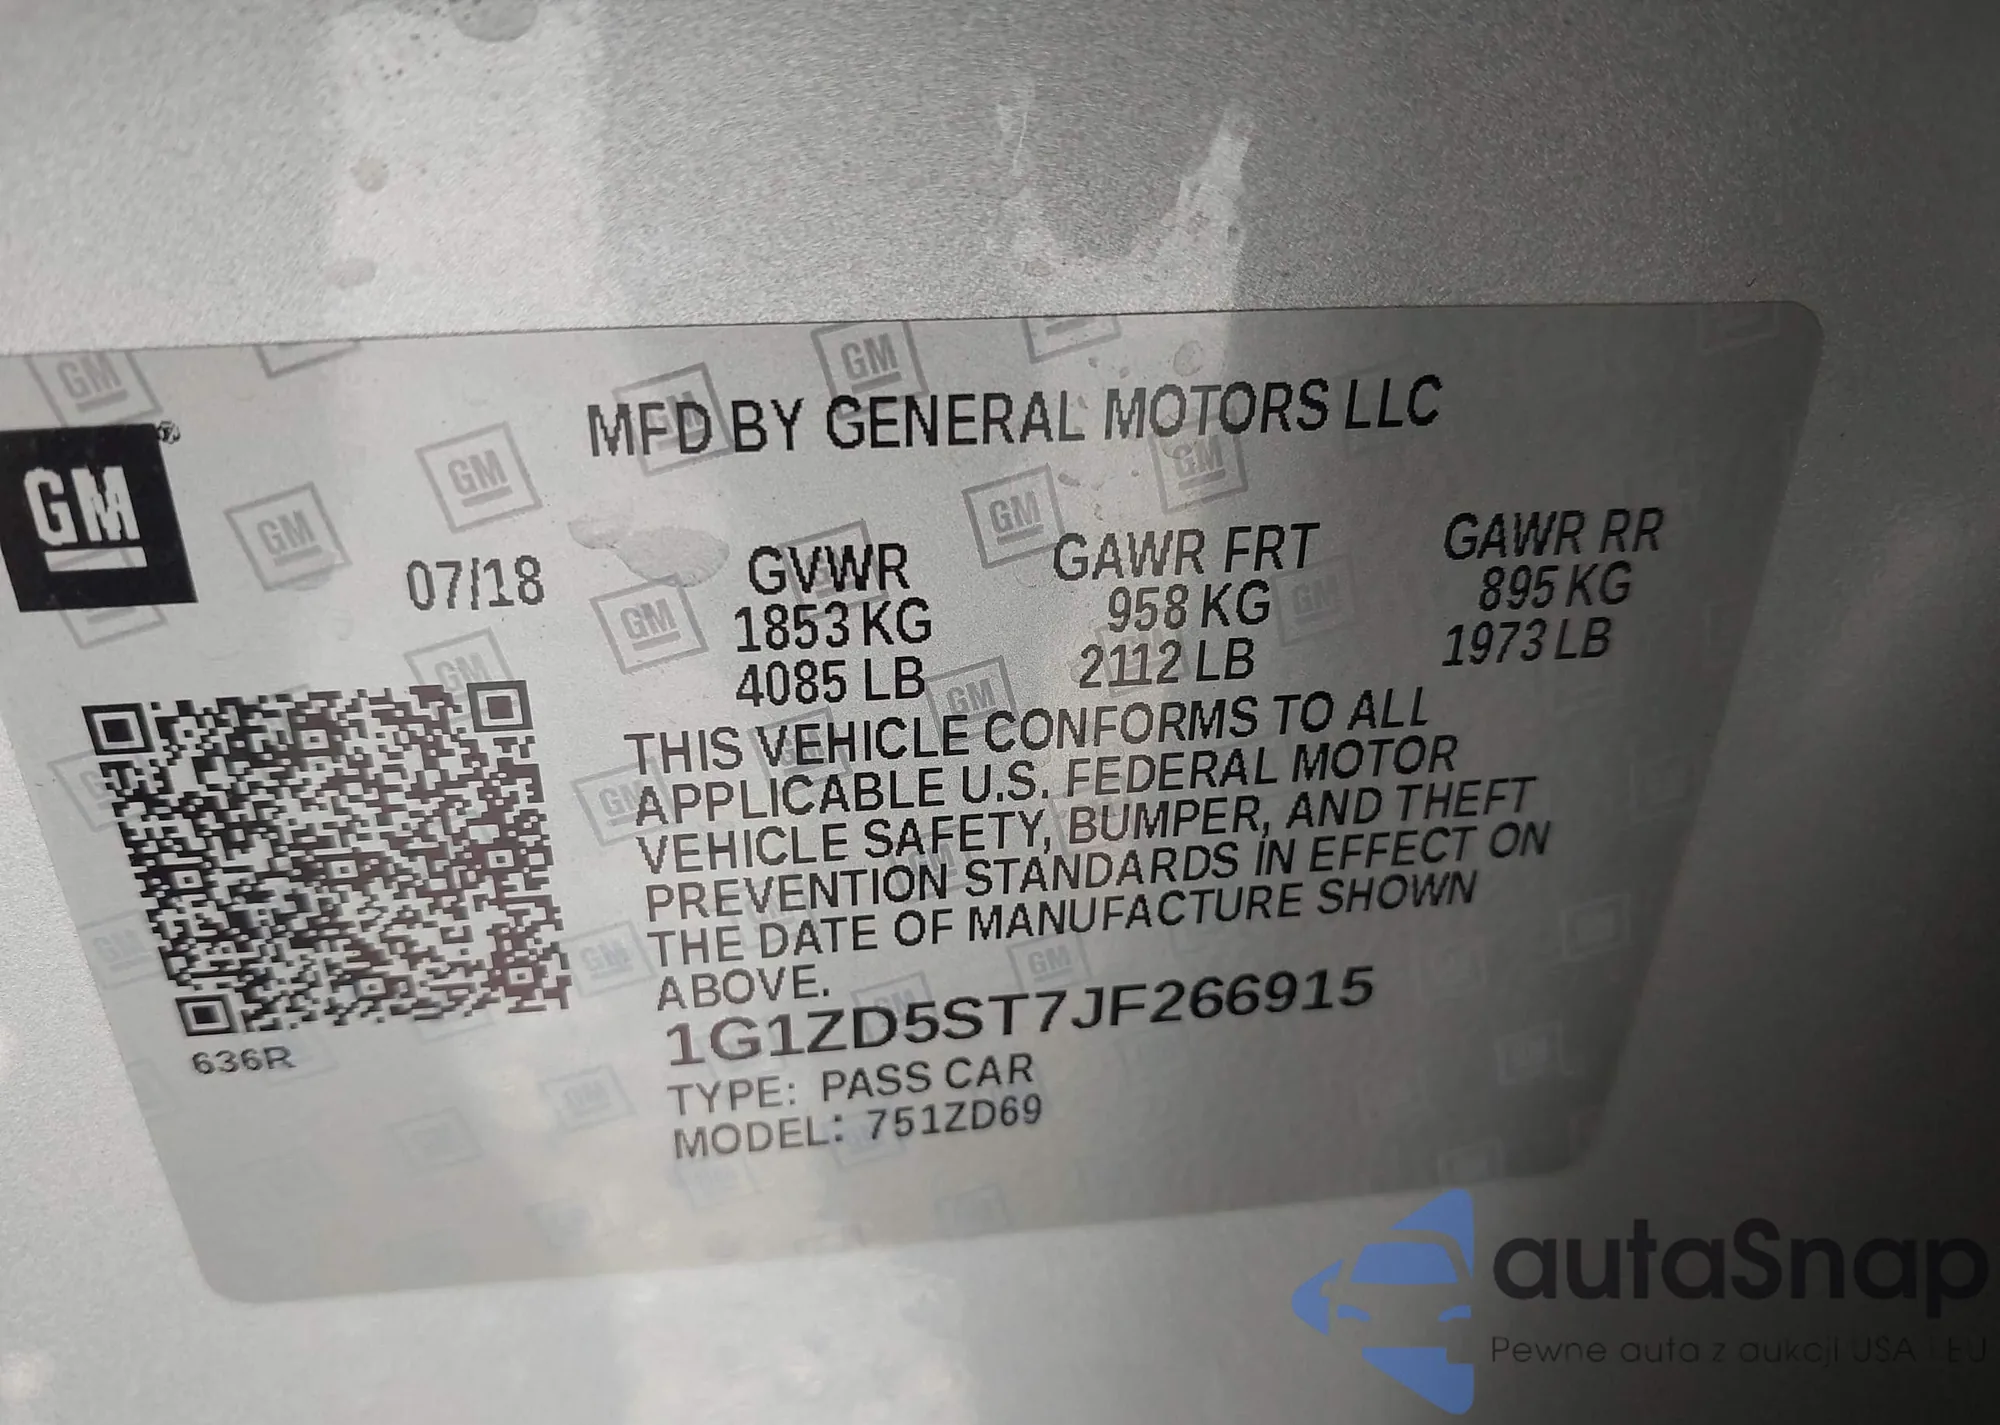 MFD BY GENERAL MOTORS LLC
GM
07/18
GVWR GAWR FRT GAWR RR
1853 KG 958 KG 895 KG
4085 LB 2112 LB 1973 LB
THIS VEHICLE CONFORMS TO ALL
APPLICABLE U.S. FEDERAL MOTOR
VEHICLE SAFETY, BUMPER, AND THEFT
PREVENTION STANDARDS IN EFFECT ON
THE DATE OF MANUFACTURE SHOWN
ABOVE.
1G1ZD5ST7JF266915
636R
TYPE: PASS CAR
MODEL: 751ZD69
autaSnap
Pewne auta z aukcji USA i EU